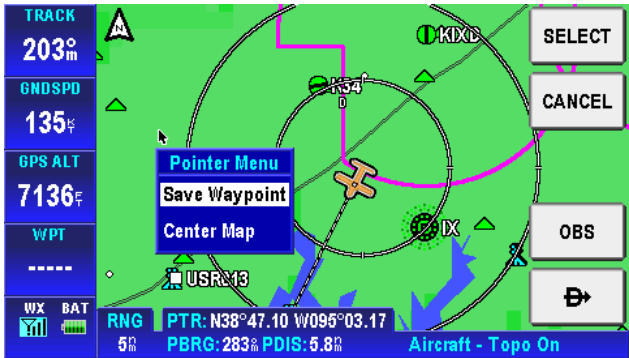 TRACK
203°m
GNDSPD
135kt
GPS ALT
7136ft
WPT
-----
WX BAT
KIXD
K54
D
Pointer Menu
Save Waypoint
Center Map
IX
USR313
RNG
5nm
PTR: N38°47.10 W095°03.17
PBRG: 283°m PDIS: 5.8nm
Aircraft - Topo On
SELECT
CANCEL
OBS
D